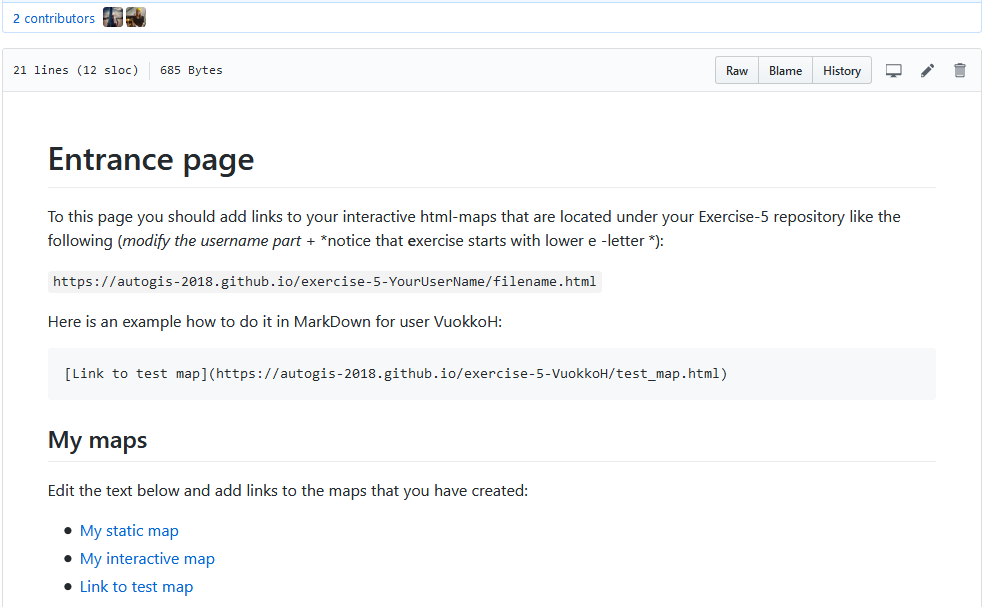 2 contributors
21 lines (12 sloc) 685 Bytes Raw Blame History
Entrance page
To this page you should add links to your interactive html-maps that are located under your Exercise-5 repository like the
following (modify the username part + *notice that exercise starts with lower e -letter *):
https://autogis-2018.github.io/exercise-5-YourUserName/filename.html
Here is an example how to do it in MarkDown for user VuokkoH:
[Link to test map](https://autogis-2018.github.io/exercise-5-VuokkoH/test_map.html)
My maps
Edit the text below and add links to the maps that you have created:
My static map
My interactive map
Link to test map